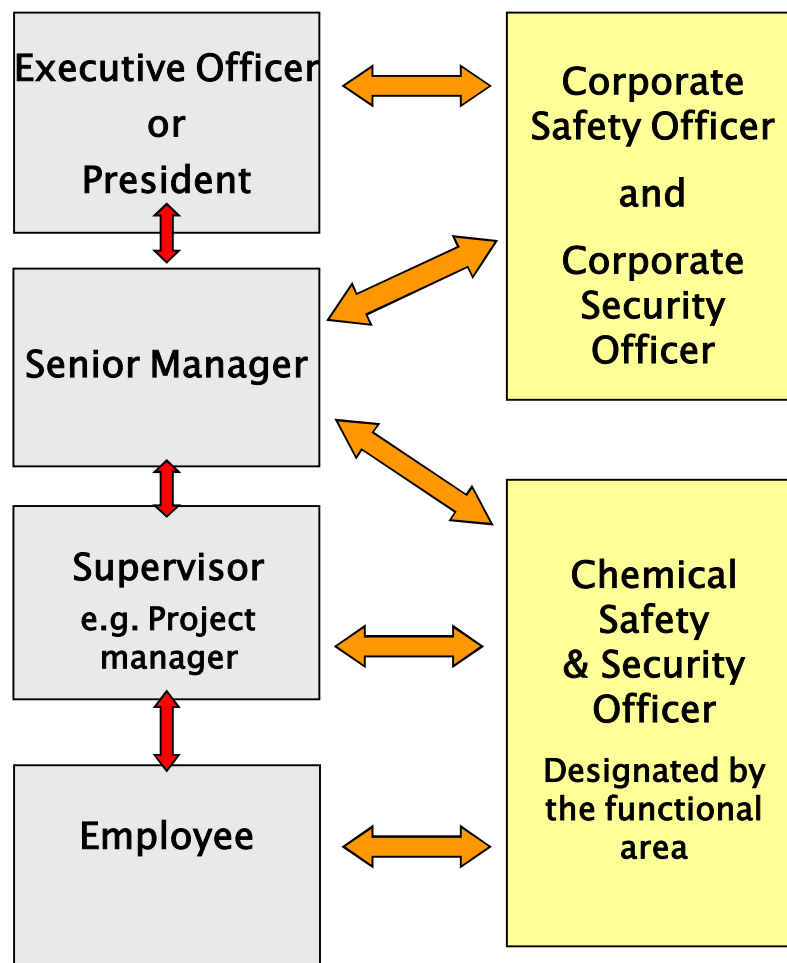 Executive Officer
or
President
Senior Manager
Supervisor
e.g. Project
manager
Employee
Corporate
Safety Officer
and
Corporate
Security
Officer
Chemical
Safety
& Security
Officer
Designated by
the functional
area